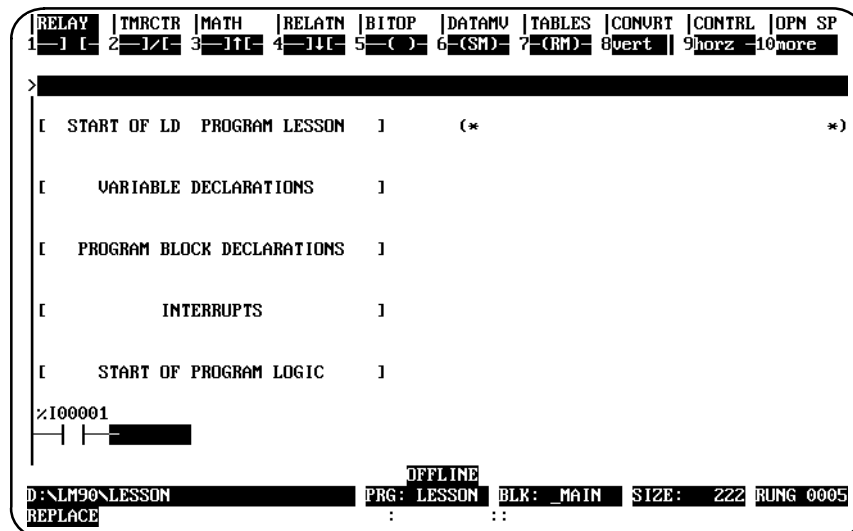 RELAY |TMRCTR |MATH |RELATN |BITOP |DATAMV |TABLES |CONVRT |CONTRL |OPN SP
1—] [— 2—]/[— 3—]↑[— 4—]↓[— 5—( )— 6—(SM)— 7—(RM)— 8vert | 9horz —10more
>
[ START OF LD PROGRAM LESSON ] (* *)
[ VARIABLE DECLARATIONS ]
[ PROGRAM BLOCK DECLARATIONS ]
[ INTERRUPTS ]
[ START OF PROGRAM LOGIC ]
%I00001
OFFLINE
D:\LM90\LESSON PRG: LESSON BLK: _MAIN SIZE: 222 RUNG 0005
REPLACE : ::